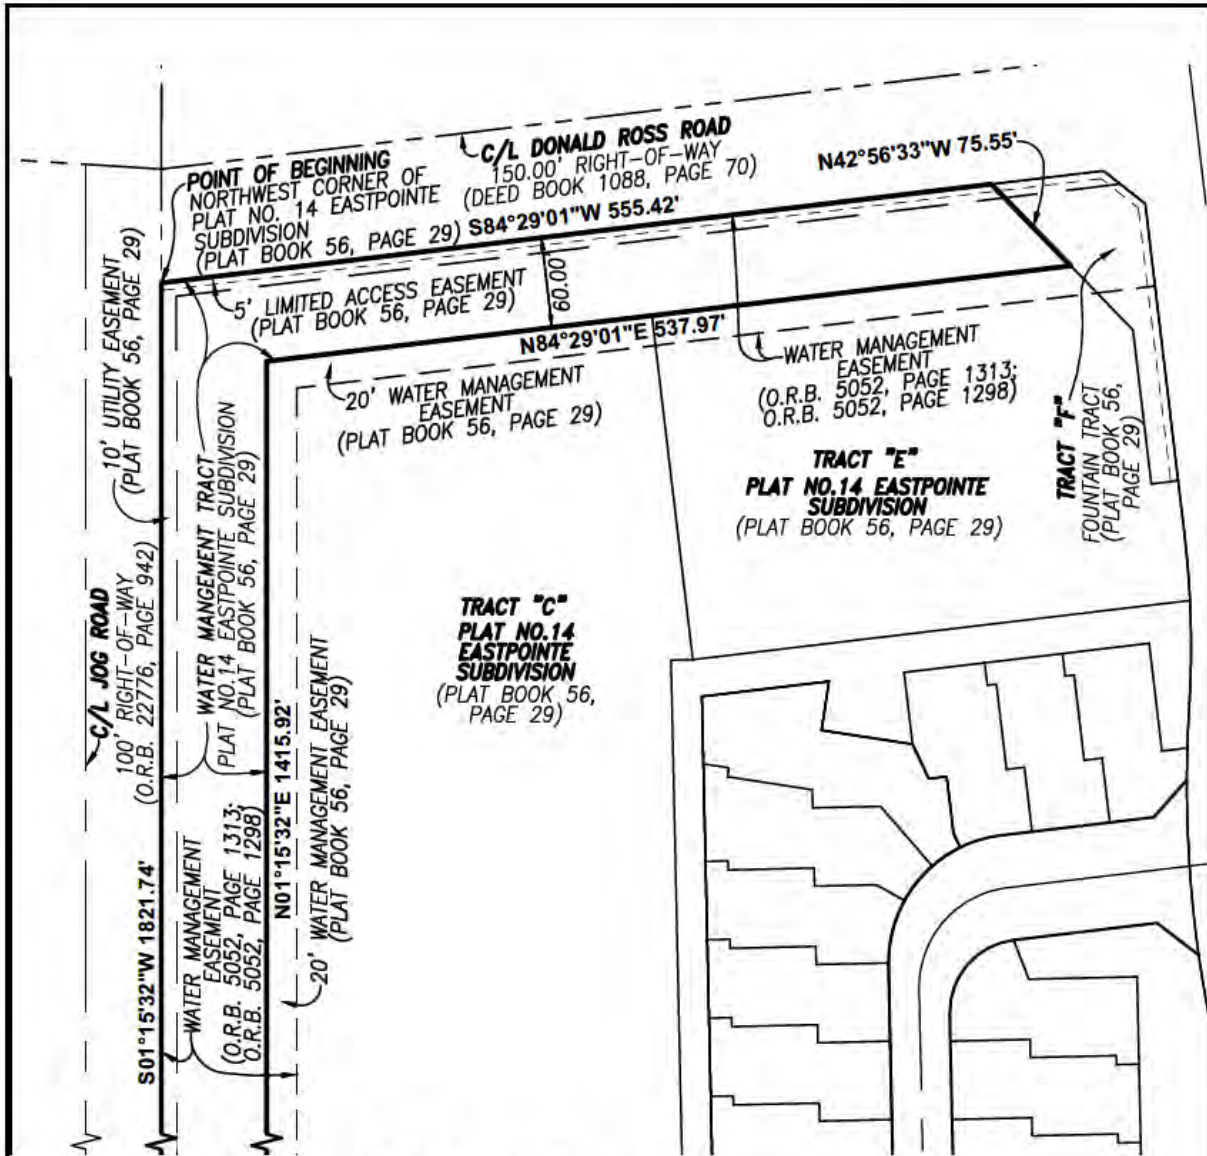 C/L DONALD ROSS ROAD
150.00' RIGHT-OF-WAY
(DEED BOOK 1088, PAGE 70)
N42°56'33"W 75.55'
POINT OF BEGINNING
NORTHWEST CORNER OF
PLAT NO. 14 EASTPOINTE
SUBDIVISION
(PLAT BOOK 56, PAGE 29)
S84°29'01"W 555.42'
5' LIMITED ACCESS EASEMENT
(PLAT BOOK 56, PAGE 29)
60.00'
N84°29'01"E 537.97'
20' WATER MANAGEMENT
EASEMENT
(PLAT BOOK 56, PAGE 29)
WATER MANAGEMENT
EASEMENT
(O.R.B. 5052, PAGE 1313;
O.R.B. 5052, PAGE 1298)
10' UTILITY EASEMENT
(PLAT BOOK 56, PAGE 29)
TRACT "F"
FOUNTAIN TRACT
(PLAT BOOK 56,
PAGE 29)
TRACT "E"
PLAT NO.14 EASTPOINTE
SUBDIVISION
(PLAT BOOK 56, PAGE 29)
WATER MANGEMENT TRACT
PLAT NO.14 EASTPOINTE SUBDIVISION
(PLAT BOOK 56, PAGE 29)
C/L JOG ROAD
100' RIGHT-OF-WAY
(O.R.B. 22776, PAGE 942)
TRACT "C"
PLAT NO.14
EASTPOINTE
SUBDIVISION
(PLAT BOOK 56,
PAGE 29)
N01°15'32"E 1415.92'
20' WATER MANAGEMENT EASEMENT
(PLAT BOOK 56, PAGE 29)
S01°15'32"W 1821.74'
WATER MANAGEMENT
EASEMENT
(O.R.B. 5052, PAGE 1313;
O.R.B. 5052, PAGE 1298)